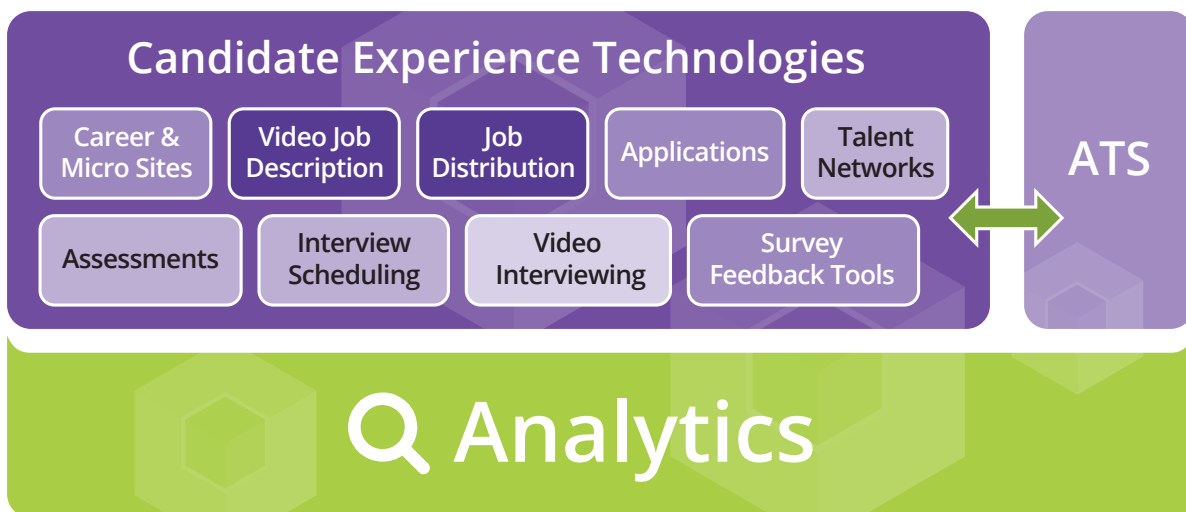 Candidate Experience Technologies
Career &
Micro Sites
Video Job
Description
Job
Distribution
Applications
Talent
Networks
Assessments
Interview
Scheduling
Video
Interviewing
Survey
Feedback Tools
ATS
Analytics